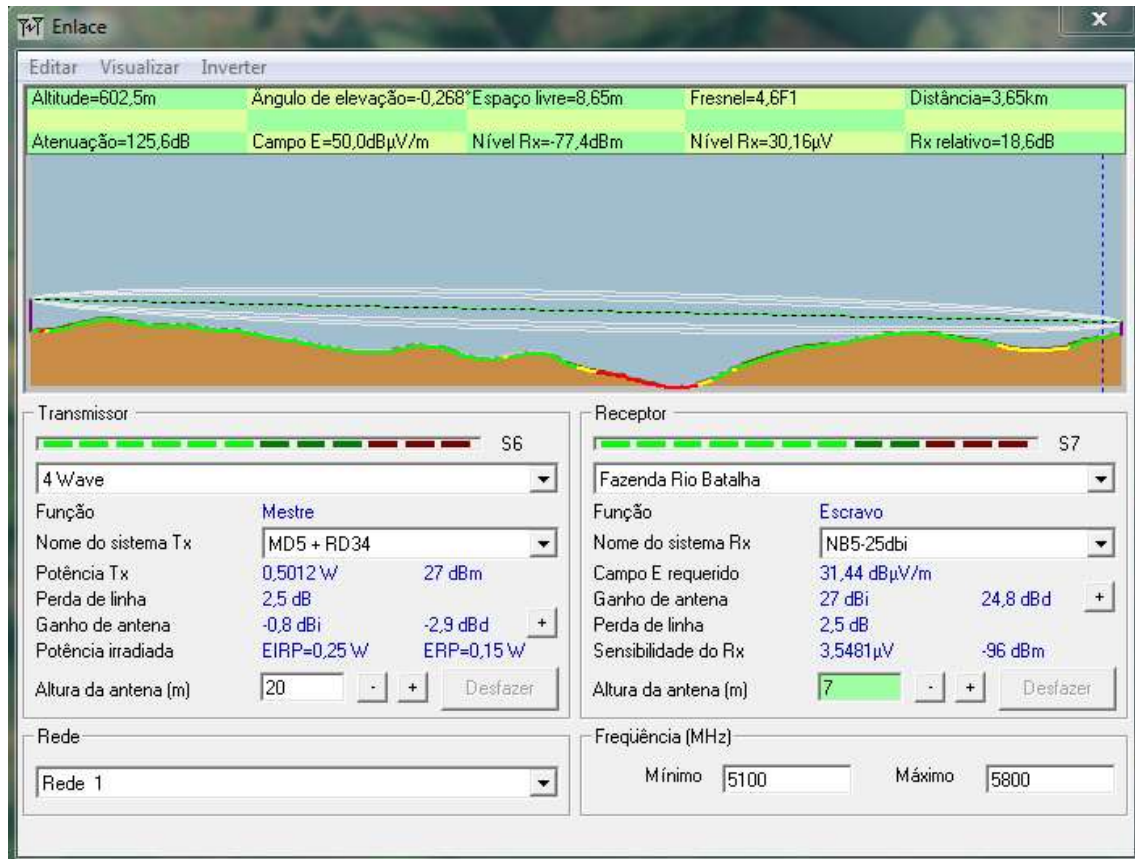 Enlace
Editar Visualizar Inverter
Altitude=602,5m Ângulo de elevação=-0,268° Espaço livre=8,65m Fresnel=4,6F1 Distância=3,65km
Atenuação=125,6dB Campo E=50,0dBµV/m Nível Rx=-77,4dBm Nível Rx=30,16µV Rx relativo=18,6dB
Transmissor
S6
4 Wave
Função Mestre
Nome do sistema Tx MD5 + RD34
Potência Tx 0,5012 W 27 dBm
Perda de linha 2,5 dB
Ganho de antena -0,8 dBi -2,9 dBd +
Potência irradiada EIRP=0,25 W ERP=0,15 W
Altura da antena (m) 20 - + Desfazer
Rede
Rede 1
Receptor
S7
Fazenda Rio Batalha
Função Escravo
Nome do sistema Rx NB5-25dbi
Campo E requerido 31,44 dBµV/m
Ganho de antena 27 dBi 24,8 dBd +
Perda de linha 2,5 dB
Sensibilidade do Rx 3,5481µV -96 dBm
Altura da antena (m) 7 - + Desfazer
Freqüência (MHz)
Mínimo 5100 Máximo 5800